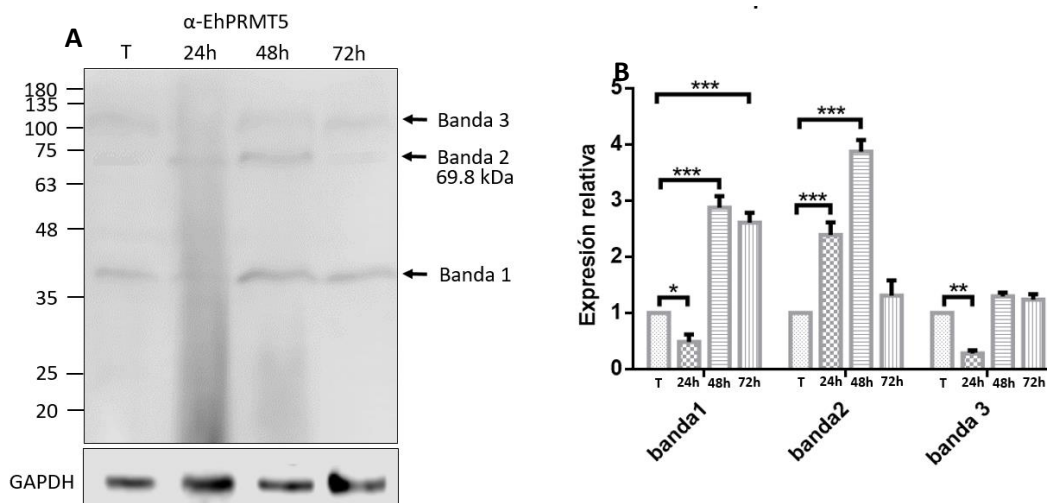 α-EhPRMT5
A
T 24h 48h 72h
180
135
100
75
63
48
35
25
20
Banda 3
Banda 2
69.8 kDa
Banda 1
GAPDH
B
Expresión relativa
5
4
3
2
1
0
***
***
*
***
***
**
T 24h 48h 72h T 24h 48h 72h T 24h 48h 72h
banda1 banda2 banda 3